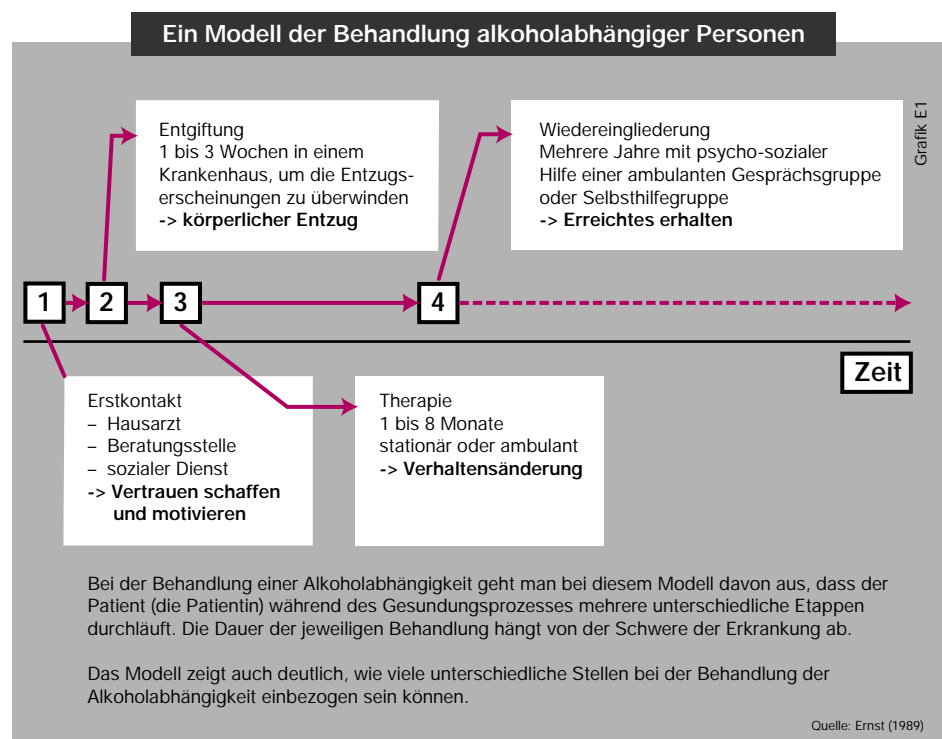 Ein Modell der Behandlung alkoholabhängiger Personen
Grafik E1
Entgiftung
1 bis 3 Wochen in einem
Krankenhaus, um die Entzugs-
erscheinungen zu überwinden
-> körperlicher Entzug
Wiedereingliederung
Mehrere Jahre mit psycho-sozialer
Hilfe einer ambulanten Gesprächsgruppe
oder Selbsthilfegruppe
-> Erreichtes erhalten
1
2
3
4
Zeit
Erstkontakt
– Hausarzt
– Beratungsstelle
– sozialer Dienst
-> Vertrauen schaffen
und motivieren
Therapie
1 bis 8 Monate
stationär oder ambulant
-> Verhaltensänderung
Bei der Behandlung einer Alkoholabhängigkeit geht man bei diesem Modell davon aus, dass der
Patient (die Patientin) während des Gesundungsprozesses mehrere unterschiedliche Etappen
durchläuft. Die Dauer der jeweiligen Behandlung hängt von der Schwere der Erkrankung ab.
Das Modell zeigt auch deutlich, wie viele unterschiedliche Stellen bei der Behandlung der
Alkoholabhängigkeit einbezogen sein können.
Quelle: Ernst (1989)